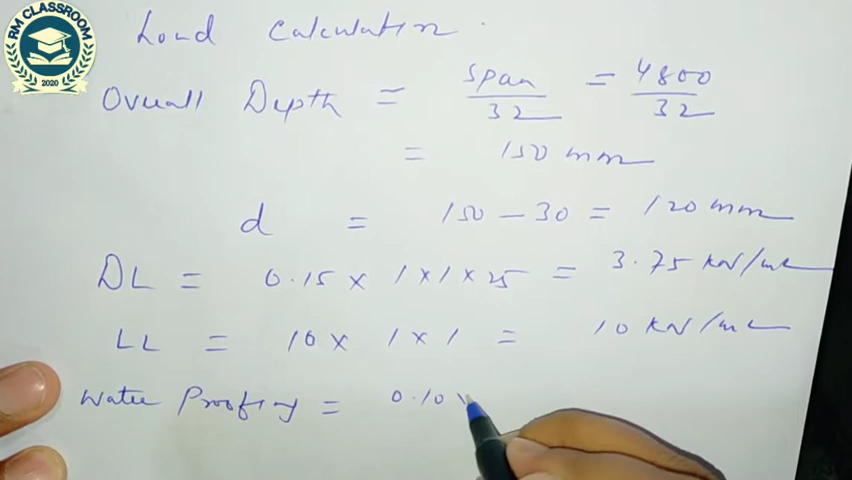 RM CLASSROOM
2020
Load Calculation.
Overall Depth = Span/32 = 4800/32
= 150 mm
d = 150 - 30 = 120 mm
DL = 0.15 x 1 x 1 x 25 = 3.75 kN/m
LL = 10 x 1 x 1 = 10 kN/m
Water Proofing = 0.10 x